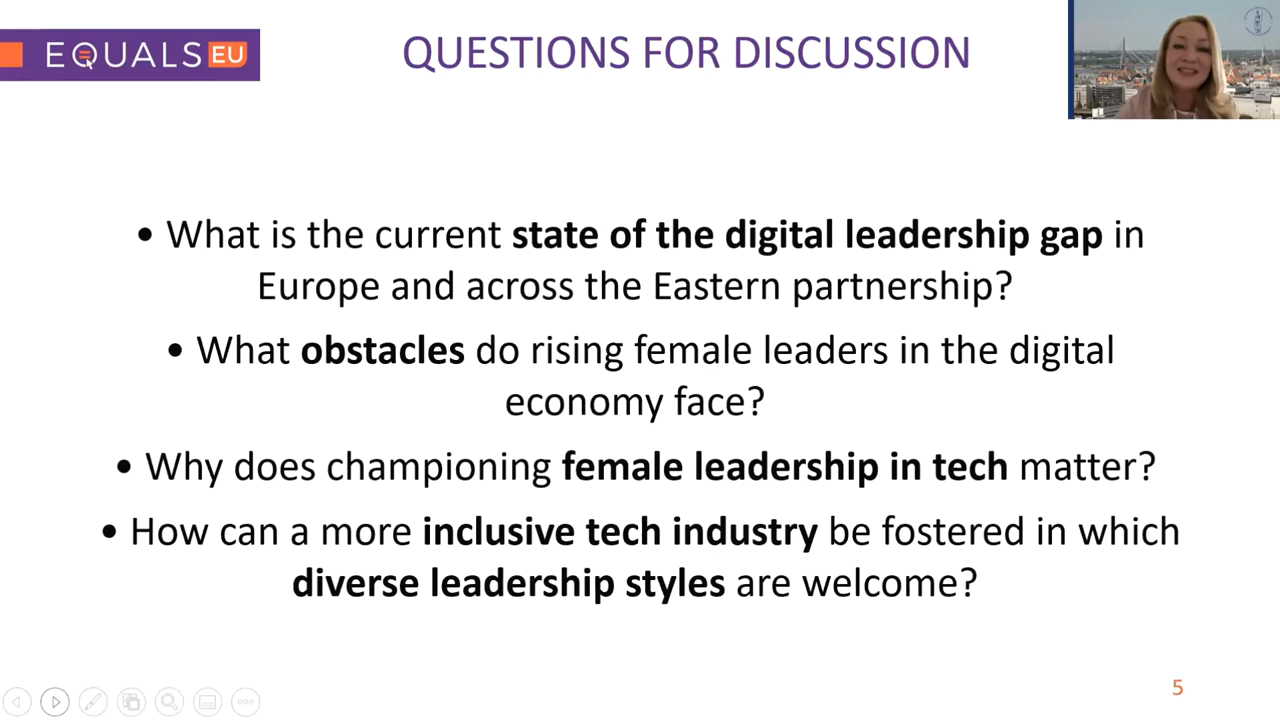 EQUALS EU
QUESTIONS FOR DISCUSSION
• What is the current state of the digital leadership gap in
Europe and across the Eastern partnership?
• What obstacles do rising female leaders in the digital
economy face?
• Why does championing female leadership in tech matter?
• How can a more inclusive tech industry be fostered in which
diverse leadership styles are welcome?
5